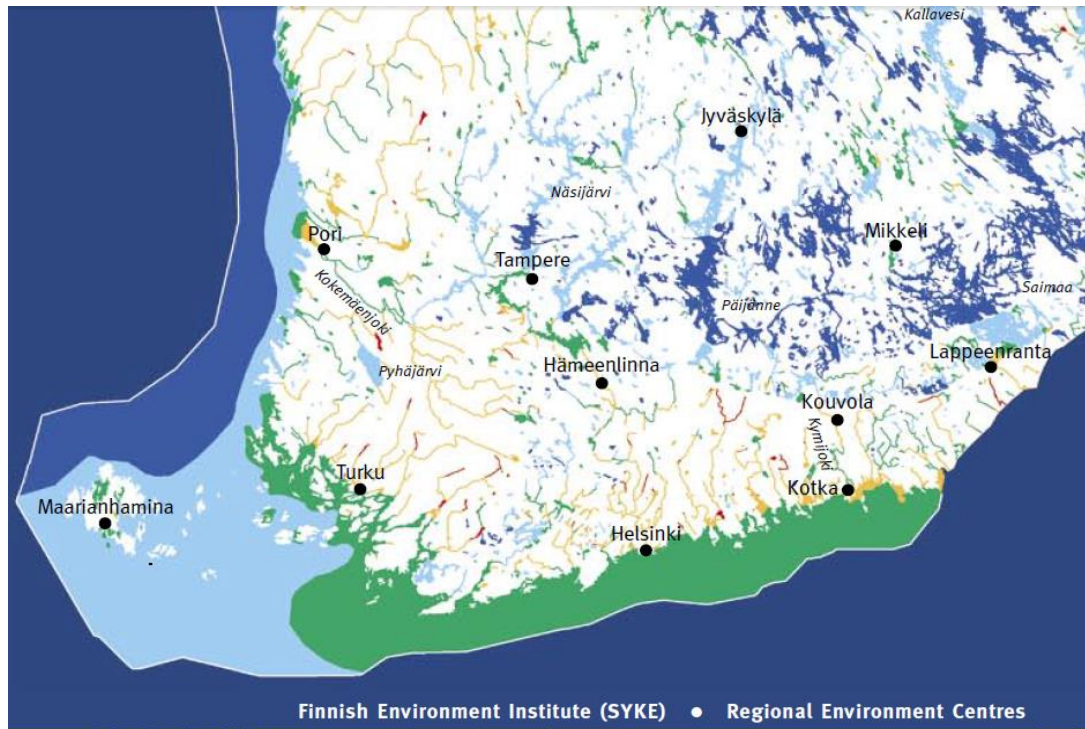 Kallavesi
Jyväskylä
Näsijärvi
Pori
Mikkeli
Tampere
Kokemäenjoki
Päijänne
Saimaa
Pyhäjärvi
Hämeenlinna
Lappeenranta
Kouvola
Kymijoki
Turku
Kotka
Maarianhamina
Helsinki
Finnish Environment Institute (SYKE) ● Regional Environment Centres